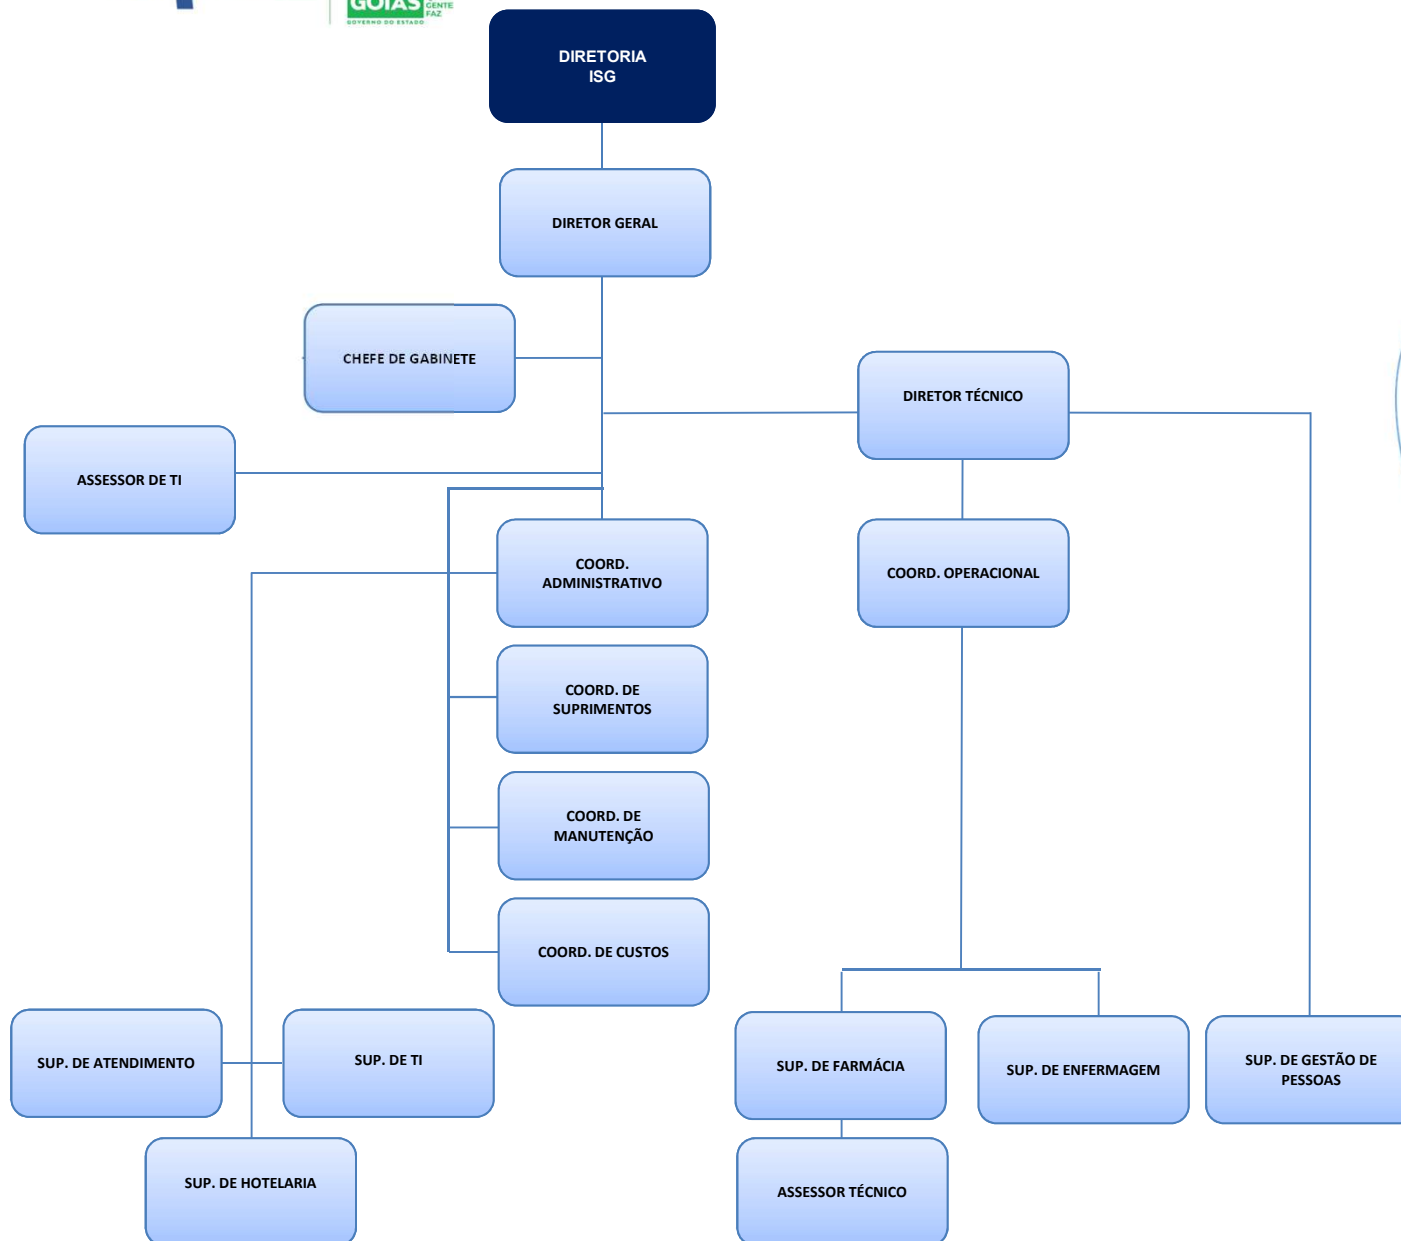 GOIÁS
GENTE
FAZ
GOVERNO DO ESTADO
DIRETORIA
ISG
DIRETOR GERAL
CHEFE DE GABINETE
DIRETOR TÉCNICO
ASSESSOR DE TI
COORD.
ADMINISTRATIVO
COORD. OPERACIONAL
COORD. DE
SUPRIMENTOS
COORD. DE
MANUTENÇÃO
COORD. DE CUSTOS
SUP. DE ATENDIMENTO
SUP. DE TI
SUP. DE FARMÁCIA
SUP. DE ENFERMAGEM
SUP. DE GESTÃO DE
PESSOAS
SUP. DE HOTELARIA
ASSESSOR TÉCNICO